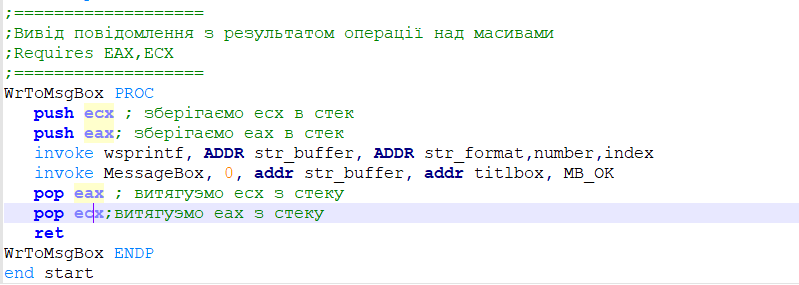 ;===================
;Вивід повідомлення з результатом операції над масивами
;Requires EAX,ECX
;===================
WrToMsgBox PROC
push ecx ; зберігаємо ecx в стек
push eax; зберігаємо eax в стек
invoke wsprintf, ADDR str_buffer, ADDR str_format,number,index
invoke MessageBox, 0, addr str_buffer, addr titlbox, MB_OK
pop eax ; витягуэмо ecx з стеку
pop ecx;витягуэмо eax з стеку
ret
WrToMsgBox ENDP
end start